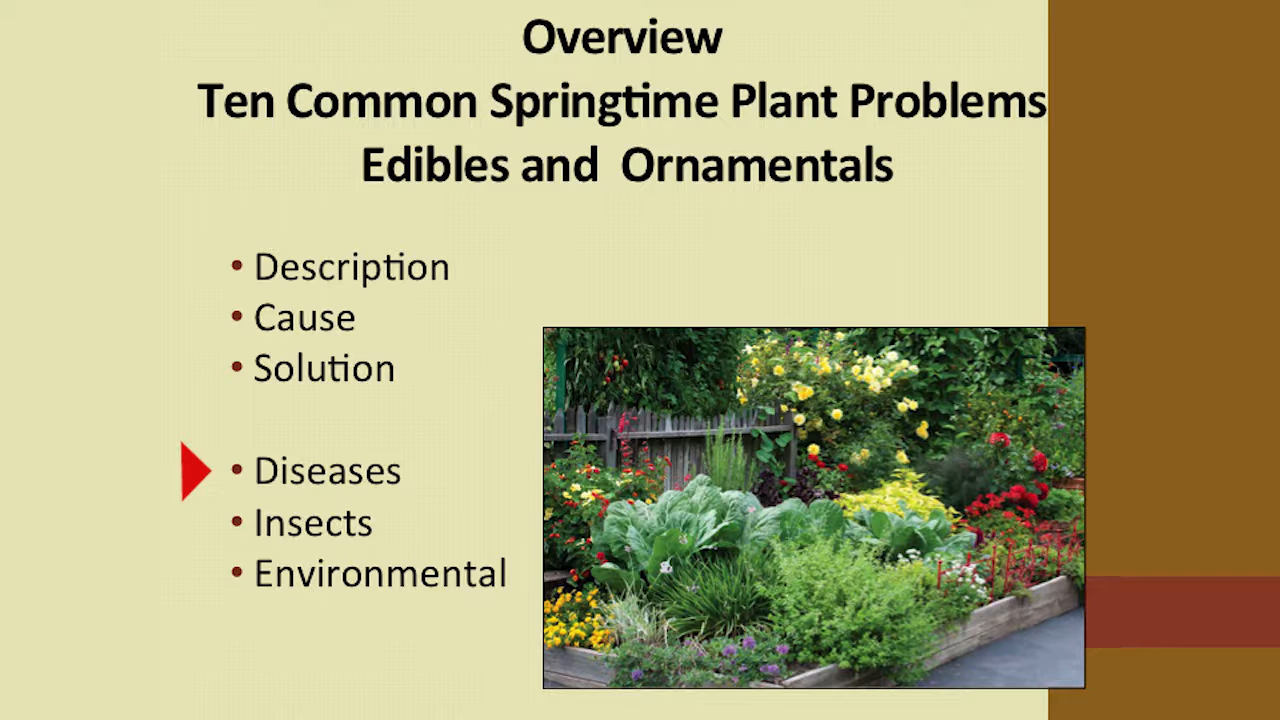 Overview
Ten Common Springtime Plant Problems
Edibles and Ornamentals
• Description
• Cause
• Solution
• Diseases
• Insects
• Environmental